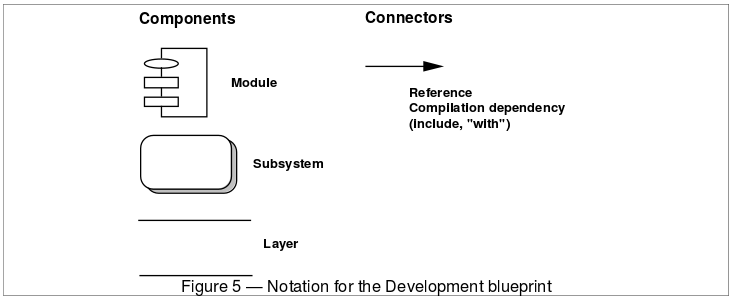 Components
Connectors
Module
Reference
Compilation dependency
(include, "with")
Subsystem
Layer
Figure 5 — Notation for the Development blueprint